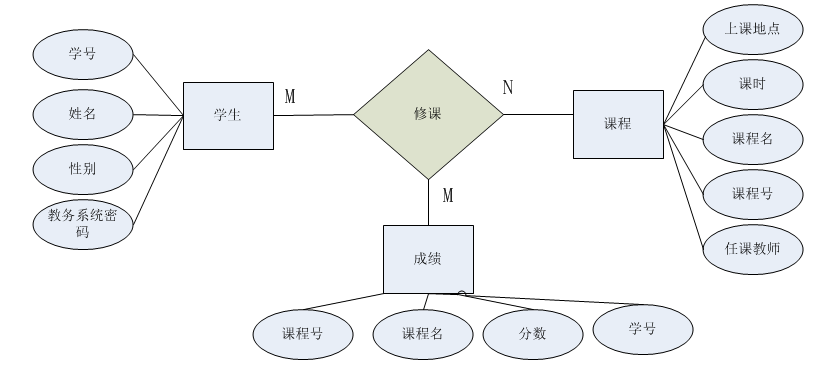 上课地点
学号
课时
M
N
姓名
学生
修课
课程
课程名
性别
课程号
M
教务系统密
码
任课教师
成绩
课程号
课程名
分数
学号